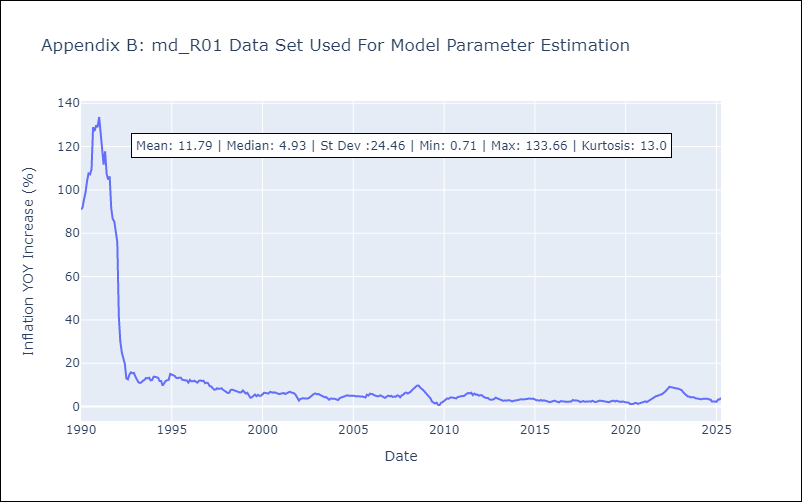 Appendix B: md_R01 Data Set Used For Model Parameter Estimation
Mean: 11.79 | Median: 4.93 | St Dev :24.46 | Min: 0.71 | Max: 133.66 | Kurtosis: 13.0
Inflation YOY Increase (%)
140
120
100
80
60
40
20
0
1990 1995 2000 2005 2010 2015 2020 2025
Date